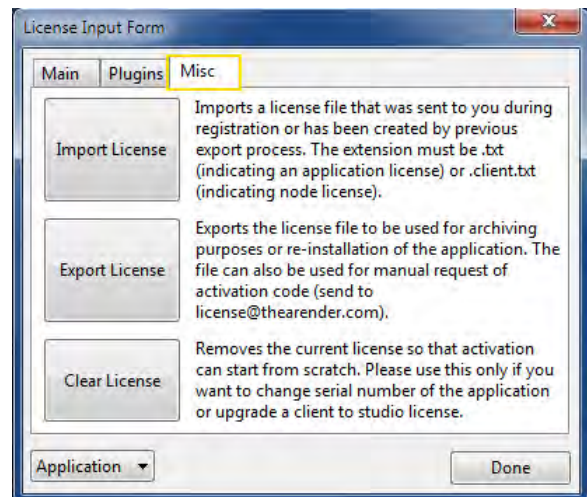 License Input Form
Main Plugins Misc
Import License
Imports a license file that was sent to you during
registration or has been created by previous
export process. The extension must be .txt
(indicating an application license) or .client.txt
(indicating node license).
Export License
Exports the license file to be used for archiving
purposes or re-installation of the application. The
file can also be used for manual request of
activation code (send to
license@thearender.com).
Clear License
Removes the current license so that activation
can start from scratch. Please use this only if you
want to change serial number of the application
or upgrade a client to studio license.
Application
Done